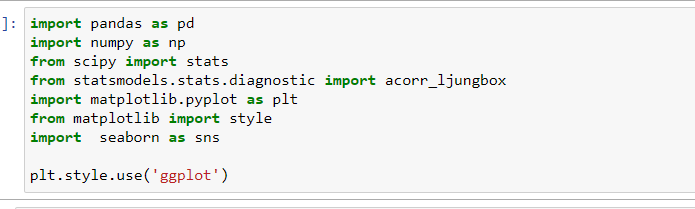 ]: import pandas as pd
import numpy as np
from scipy import stats
from statsmodels.stats.diagnostic import acorr_ljungbox
import matplotlib.pyplot as plt
from matplotlib import style
import  seaborn as sns

plt.style.use('ggplot')